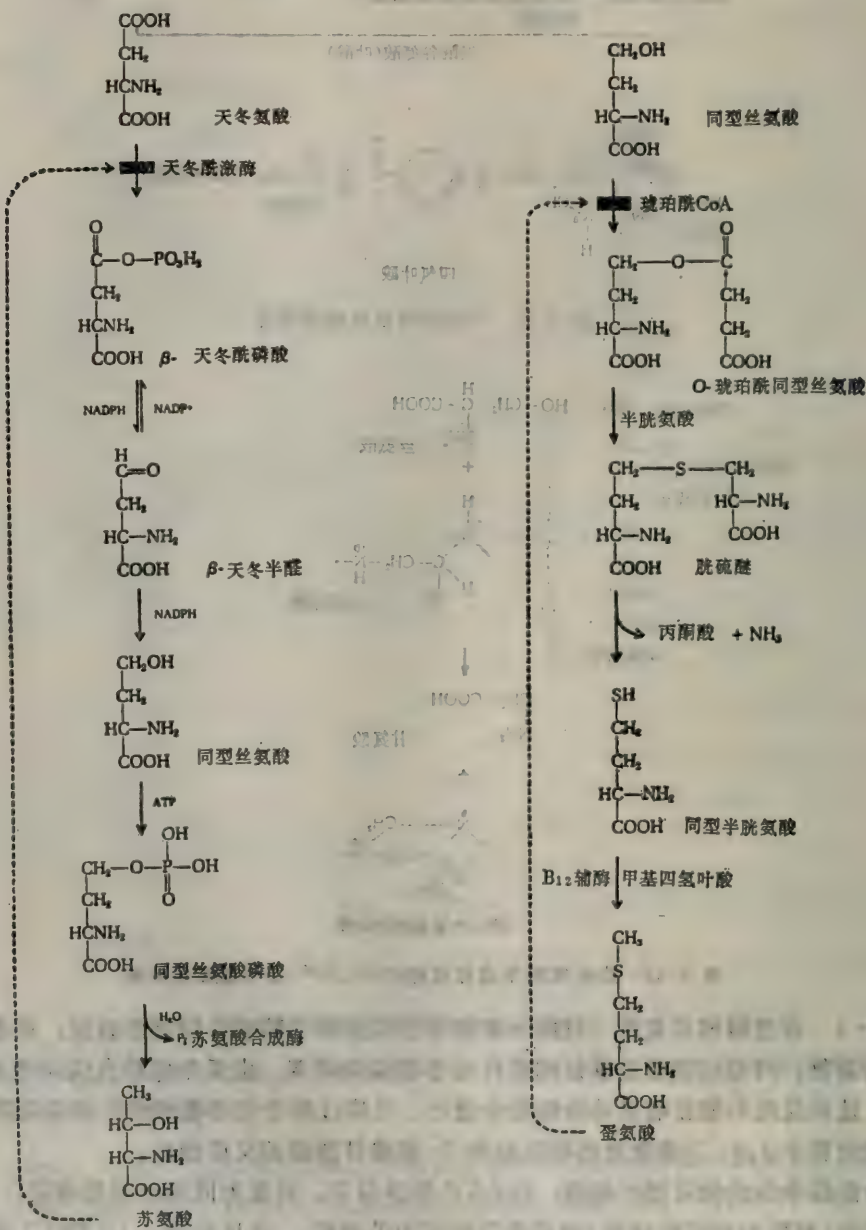 COOH
CH₂
HCNH₂
COOH 天冬氨酸
天冬酰激酶
O
C—O—PO₃H₂
CH₂
HCNH₂
COOH β- 天冬酰磷酸
NADPH NADP+
H
C=O
CH₂
HC—NH₂
COOH β-天冬半醛
NADPH
CH₂OH
CH₂
HC—NH₂
COOH 同型丝氨酸
ATP
OH
CH₂—O—P—OH
O
CH₂
HCNH₂
COOH 同型丝氨酸磷酸
H₂O
Pi 苏氨酸合成酶
CH₃
HC—OH
HC—NH₂
COOH
苏氨酸
CH₂OH
CH₂
HC—NH₂
COOH
同型丝氨酸
琥珀酰CoA
O
CH₂—O—C
CH₂ CH₂
HC—NH₂ CH₂
COOH COOH
O-琥珀酰同型丝氨酸
半胱氨酸
CH₂—S—CH₂
CH₂ HC—NH₂
HC—NH₂ COOH
COOH 胱硫醚
丙酮酸 + NH₃
SH
CH₂
CH₂
HC—NH₂
COOH 同型半胱氨酸
B₁₂辅酶 甲基四氢叶酸
CH₃
S
CH₂
CH₂
HC—NH₂
COOH
蛋氨酸